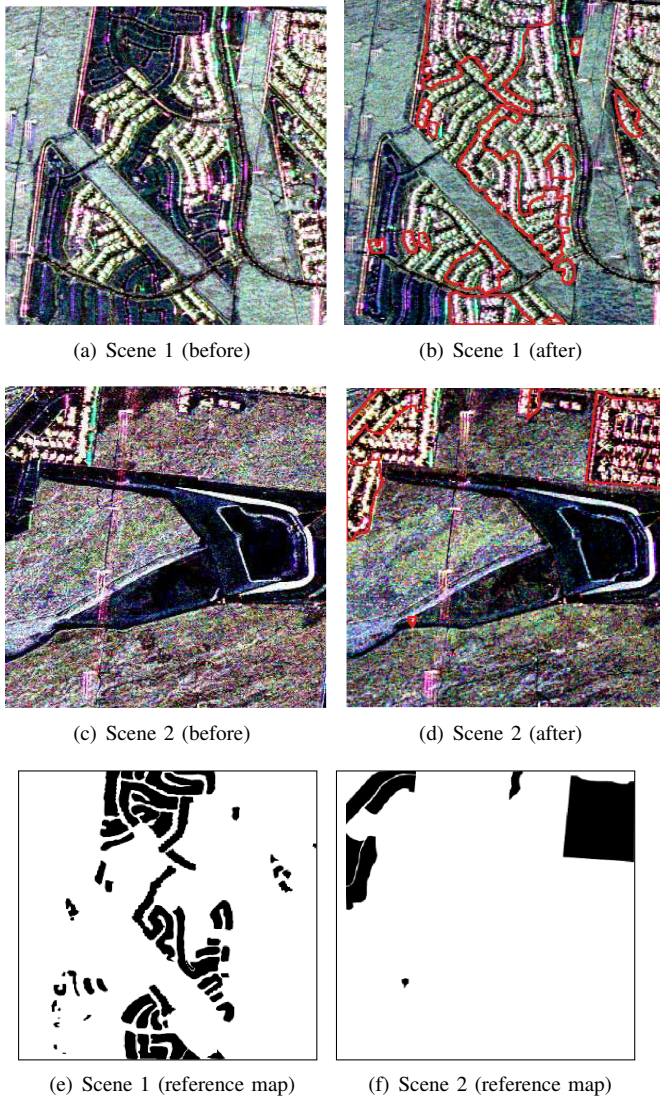 (a) Scene 1 (before)
(b) Scene 1 (after)
(c) Scene 2 (before)
(d) Scene 2 (after)
(e) Scene 1 (reference map)
(f) Scene 2 (reference map)